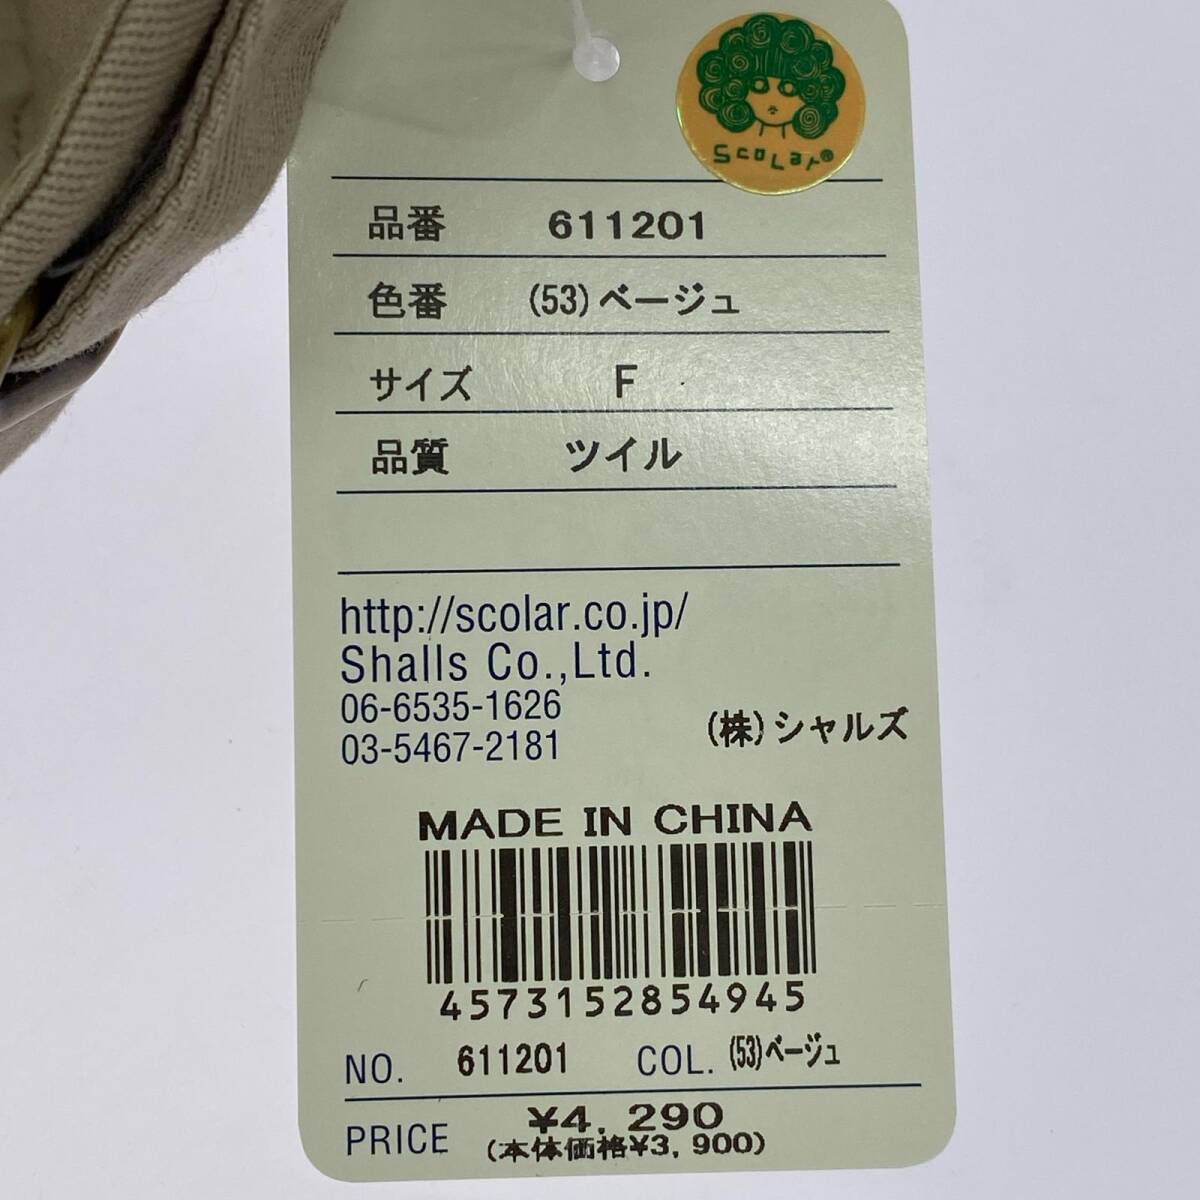 ScoLar®
品番 611201
色番 (53)ベージュ
サイズ F
品質 ツイル
http://scolar.co.jp/
Shalls Co.,Ltd.
06-6535-1626
03-5467-2181
(株)シャルズ
MADE IN CHINA
4573152854945
NO. 611201 COL. (53)ベージュ
PRICE ¥4,290
(本体価格¥3,900)